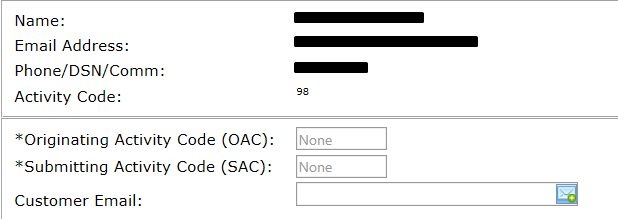 Name:
Email Address:
Phone/DSN/Comm:
Activity Code: 98
*Originating Activity Code (OAC): None
*Submitting Activity Code (SAC): None
Customer Email: